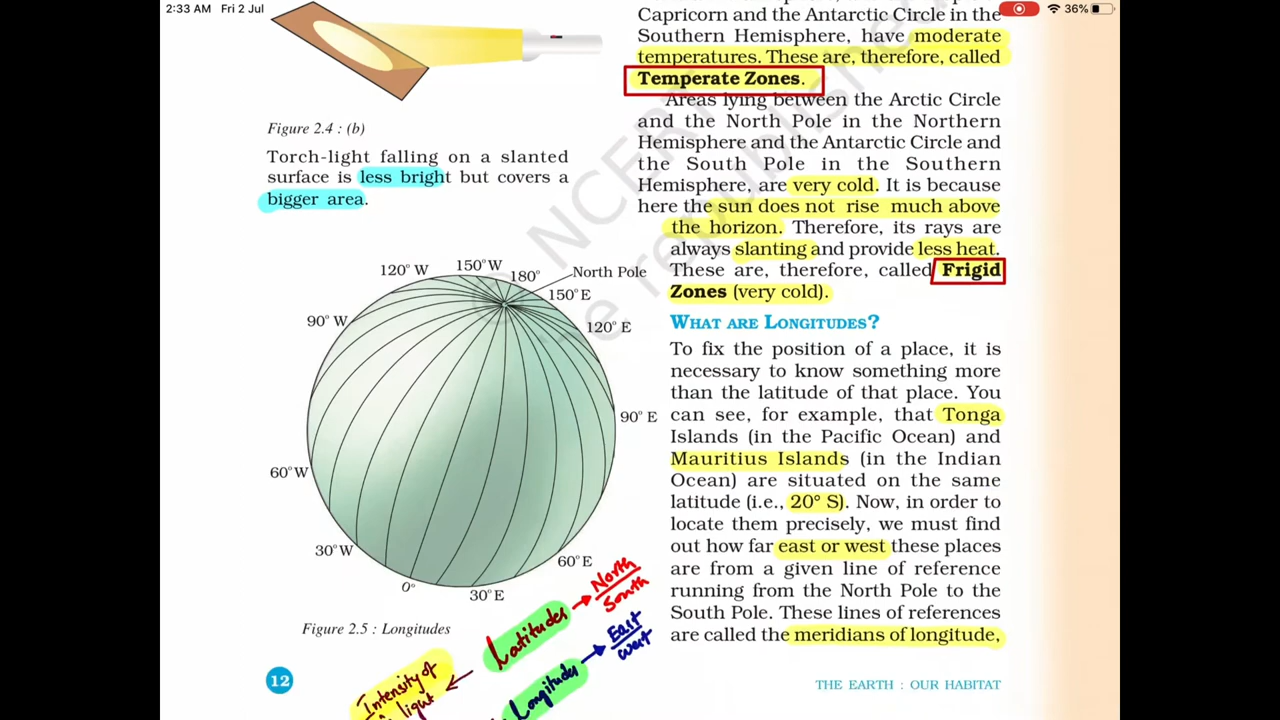 2:33 AM Fri 2 Jul
36%
Figure 2.4 : (b)
Torch-light falling on a slanted
surface is less bright but covers a
bigger area.
120° W
150° W
180°
North Pole
150° E
120° E
90° W
90° E
60° W
30° W
0°
30° E
60° E
Figure 2.5 : Longitudes
Latitudes
North
South
Longitudes
East
West
Intensity of
light
12
Capricorn and the Antarctic Circle in the
Southern Hemisphere, have moderate
temperatures. These are, therefore, called
Temperate Zones.
Areas lying between the Arctic Circle
and the North Pole in the Northern
Hemisphere and the Antarctic Circle and
the South Pole in the Southern
Hemisphere, are very cold. It is because
here the sun does not rise much above
the horizon. Therefore, its rays are
always slanting and provide less heat.
These are, therefore, called Frigid
Zones (very cold).
WHAT ARE LONGITUDES?
To fix the position of a place, it is
necessary to know something more
than the latitude of that place. You
can see, for example, that Tonga
Islands (in the Pacific Ocean) and
Mauritius Islands (in the Indian
Ocean) are situated on the same
latitude (i.e., 20° S). Now, in order to
locate them precisely, we must find
out how far east or west these places
are from a given line of reference
running from the North Pole to the
South Pole. These lines of references
are called the meridians of longitude,
THE EARTH : OUR HABITAT
© NCERT
be republished